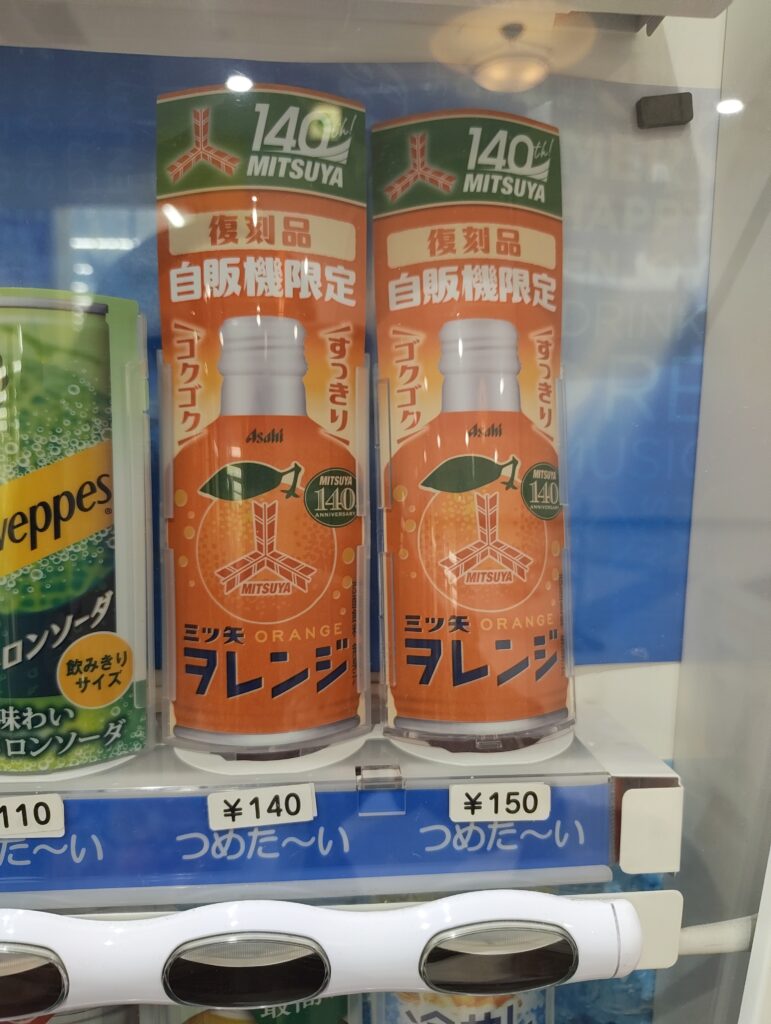 140th!
MITSUYA
復刻品
自販機限定
ゴクゴク
すっきり
Asahi
MITSUYA
140
ANNIVERSARY
MITSUYA
三ツ矢 ORANGE
ヲレンジ
140th!
MITSUYA
復刻品
自販機限定
ゴクゴク
すっきり
Asahi
MITSUYA
140
ANNIVERSARY
MITSUYA
三ツ矢 ORANGE
ヲレンジ
weppes
ロンソーダ
飲みきり
サイズ
味わい
ロンソーダ
110
¥140
¥150
た〜い
つめた〜い
つめた〜い
DRINK
RE